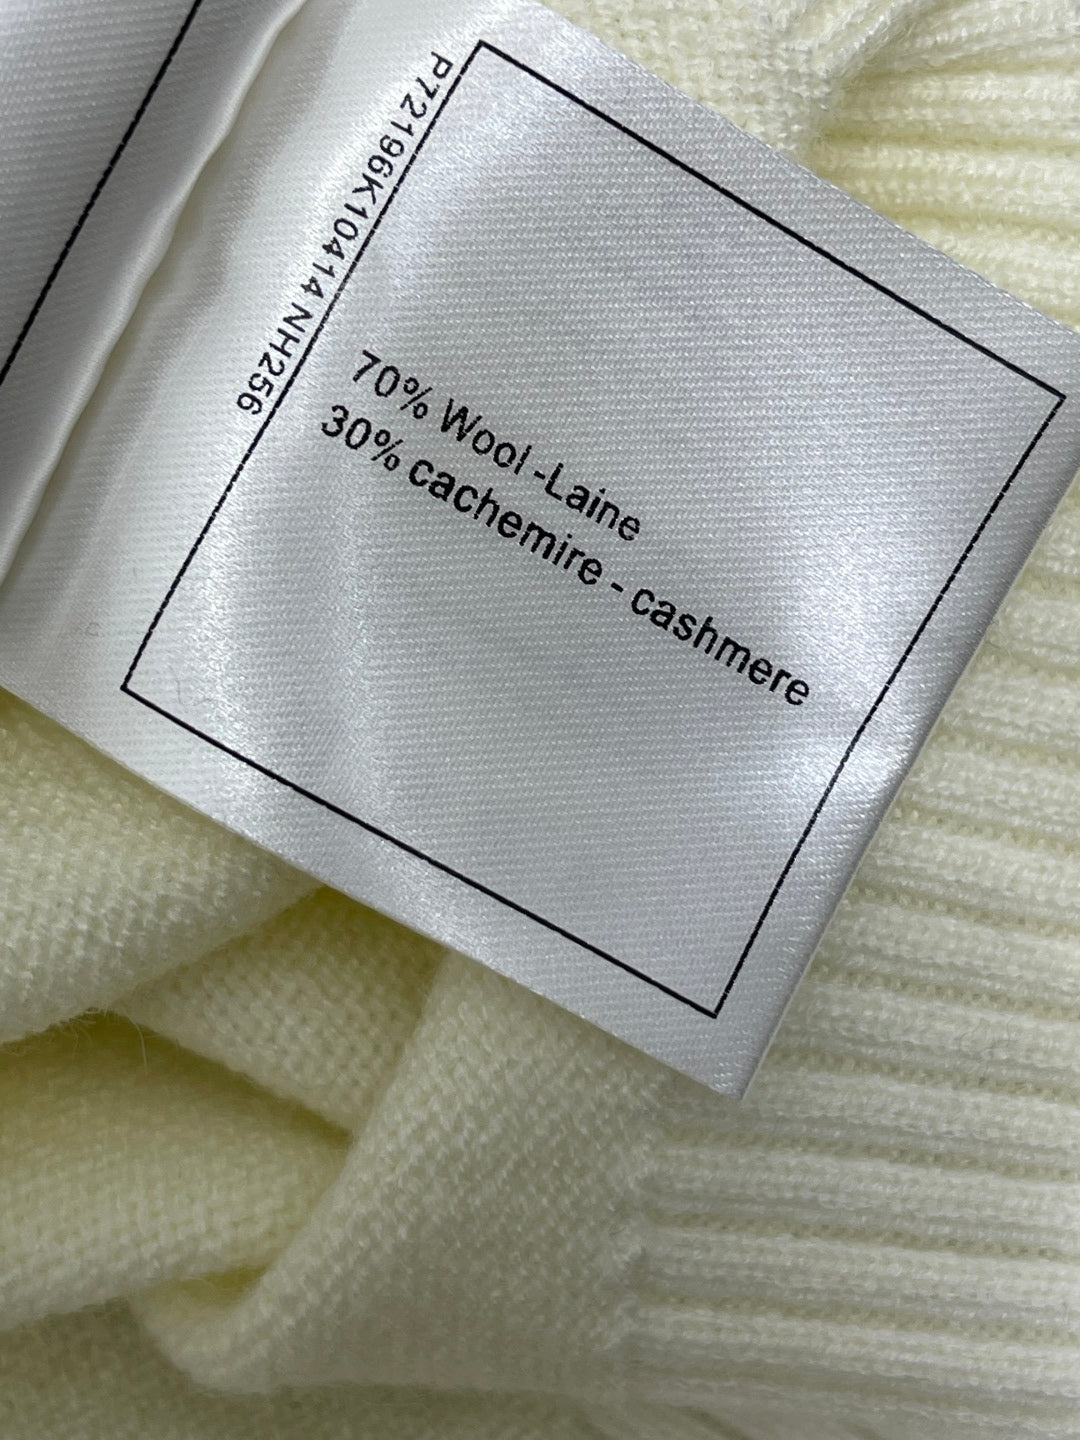 P72196K10414 NH256
70% Wool -Laine
30% cachemire - cashmere